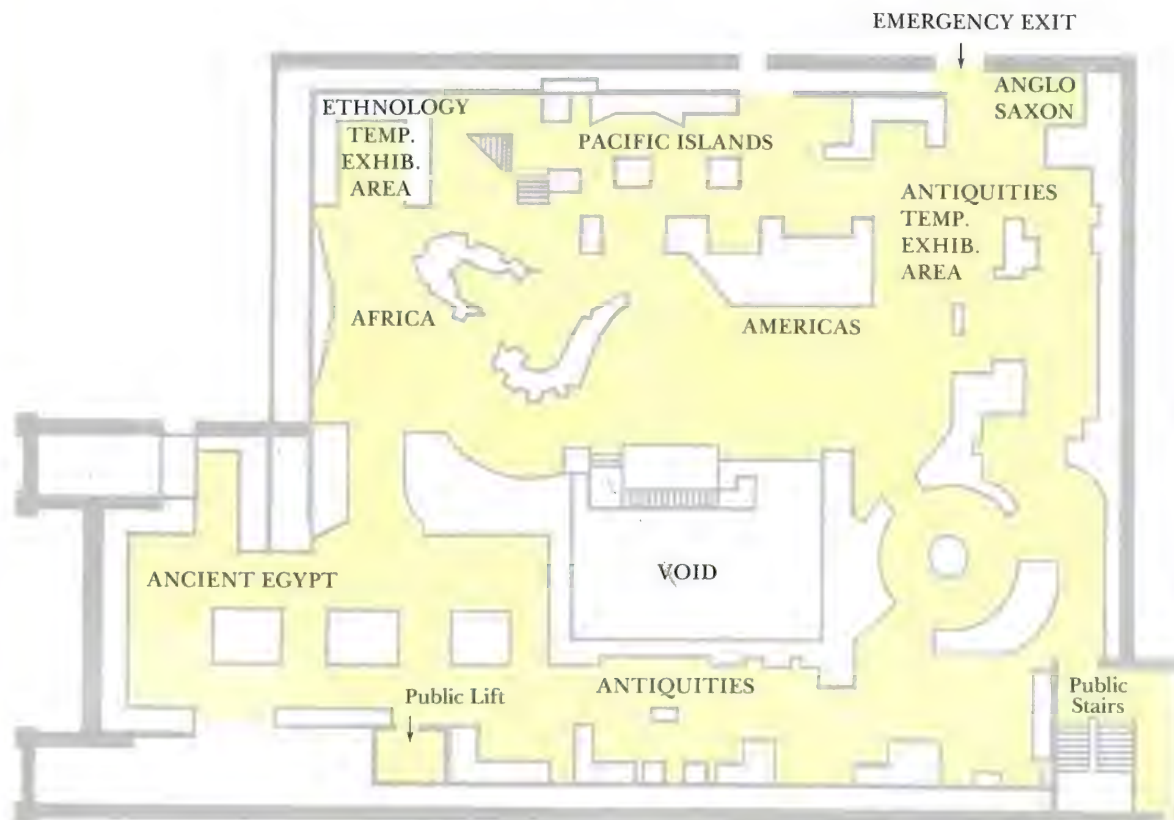 EMERGENCY EXIT
ANGLO
SAXON
ETHNOLOGY
TEMP.
EXHIB.
AREA
PACIFIC ISLANDS
ANTIQUITIES
TEMP.
EXHIB.
AREA
AFRICA
AMERICAS
ANCIENT EGYPT
VOID
ANTIQUITIES
Public Lift
Public
Stairs